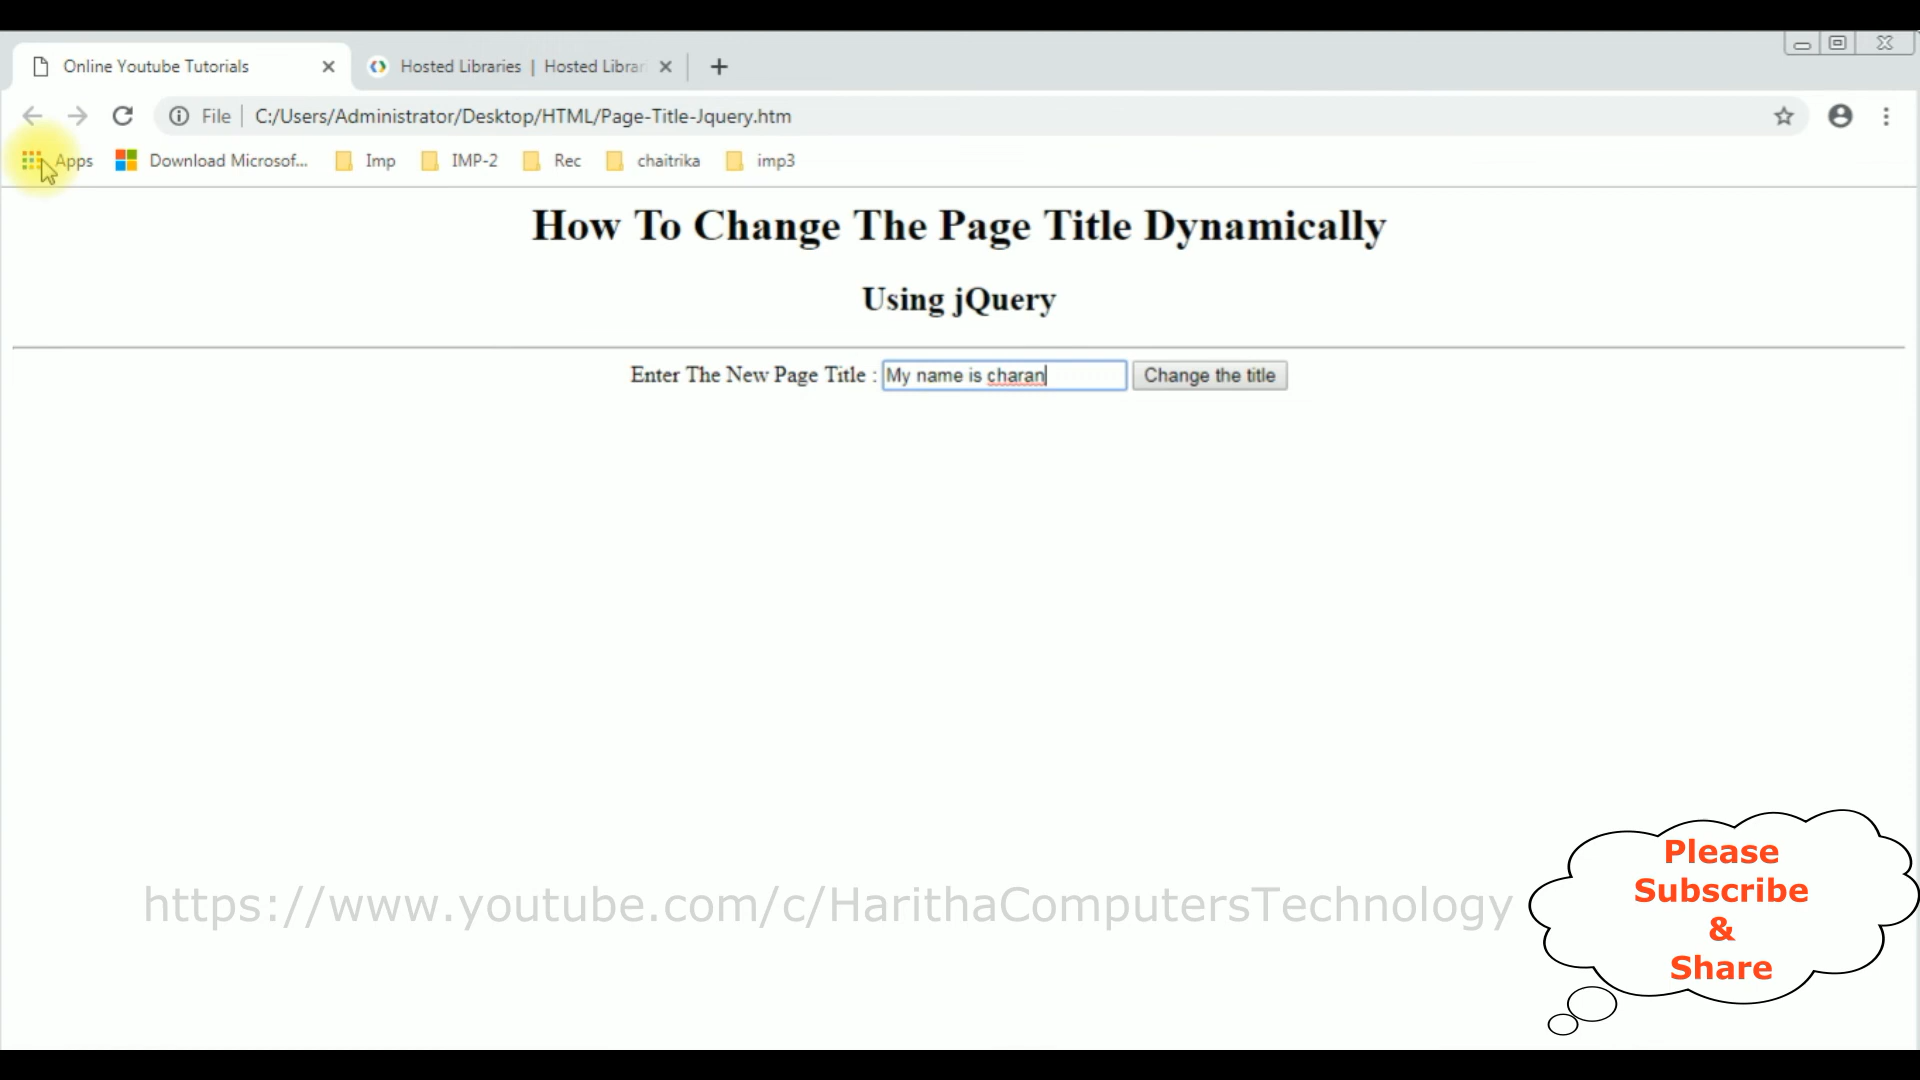 Online Youtube Tutorials
Hosted Libraries | Hosted Librar
File
C:/Users/Administrator/Desktop/HTML/Page-Title-Jquery.htm
Apps
Download Microsof...
Imp
IMP-2
Rec
chaitrika
imp3
How To Change The Page Title Dynamically
Using jQuery
Enter The New Page Title : My name is charan Change the title
https://www.youtube.com/c/HarithaComputersTechnology
Please
Subscribe
&
Share